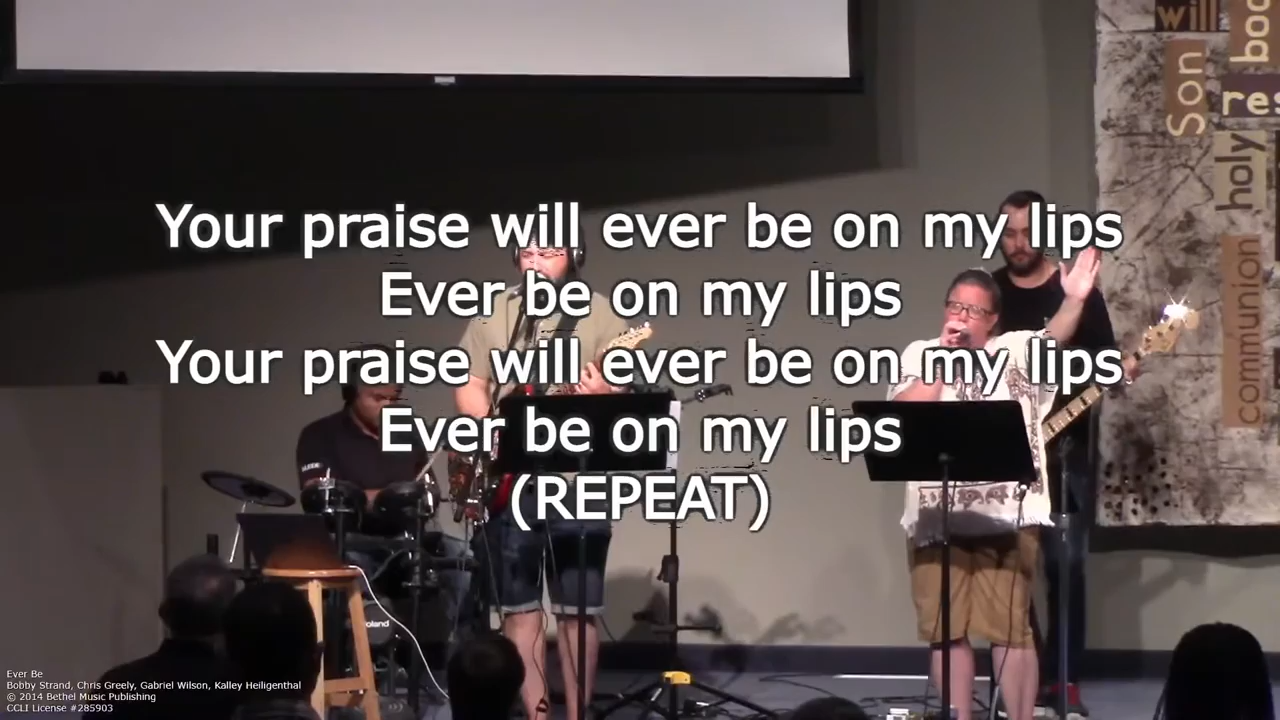 Your praise will ever be on my lips
Ever be on my lips
Your praise will ever be on my lips
Ever be on my lips
(REPEAT)
will
Son
holy
communion
Roland
Ever Be
Bobby Strand, Chris Greely, Gabriel Wilson, Kalley Heiligenthal
© 2014 Bethel Music Publishing
CCLI License #285903